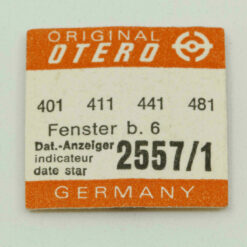 ORIGINAL
OTERO
401 411 441 481
Fenster b. 6
Dat.-Anzeiger
indicateur
date star
2557/1
GERMANY